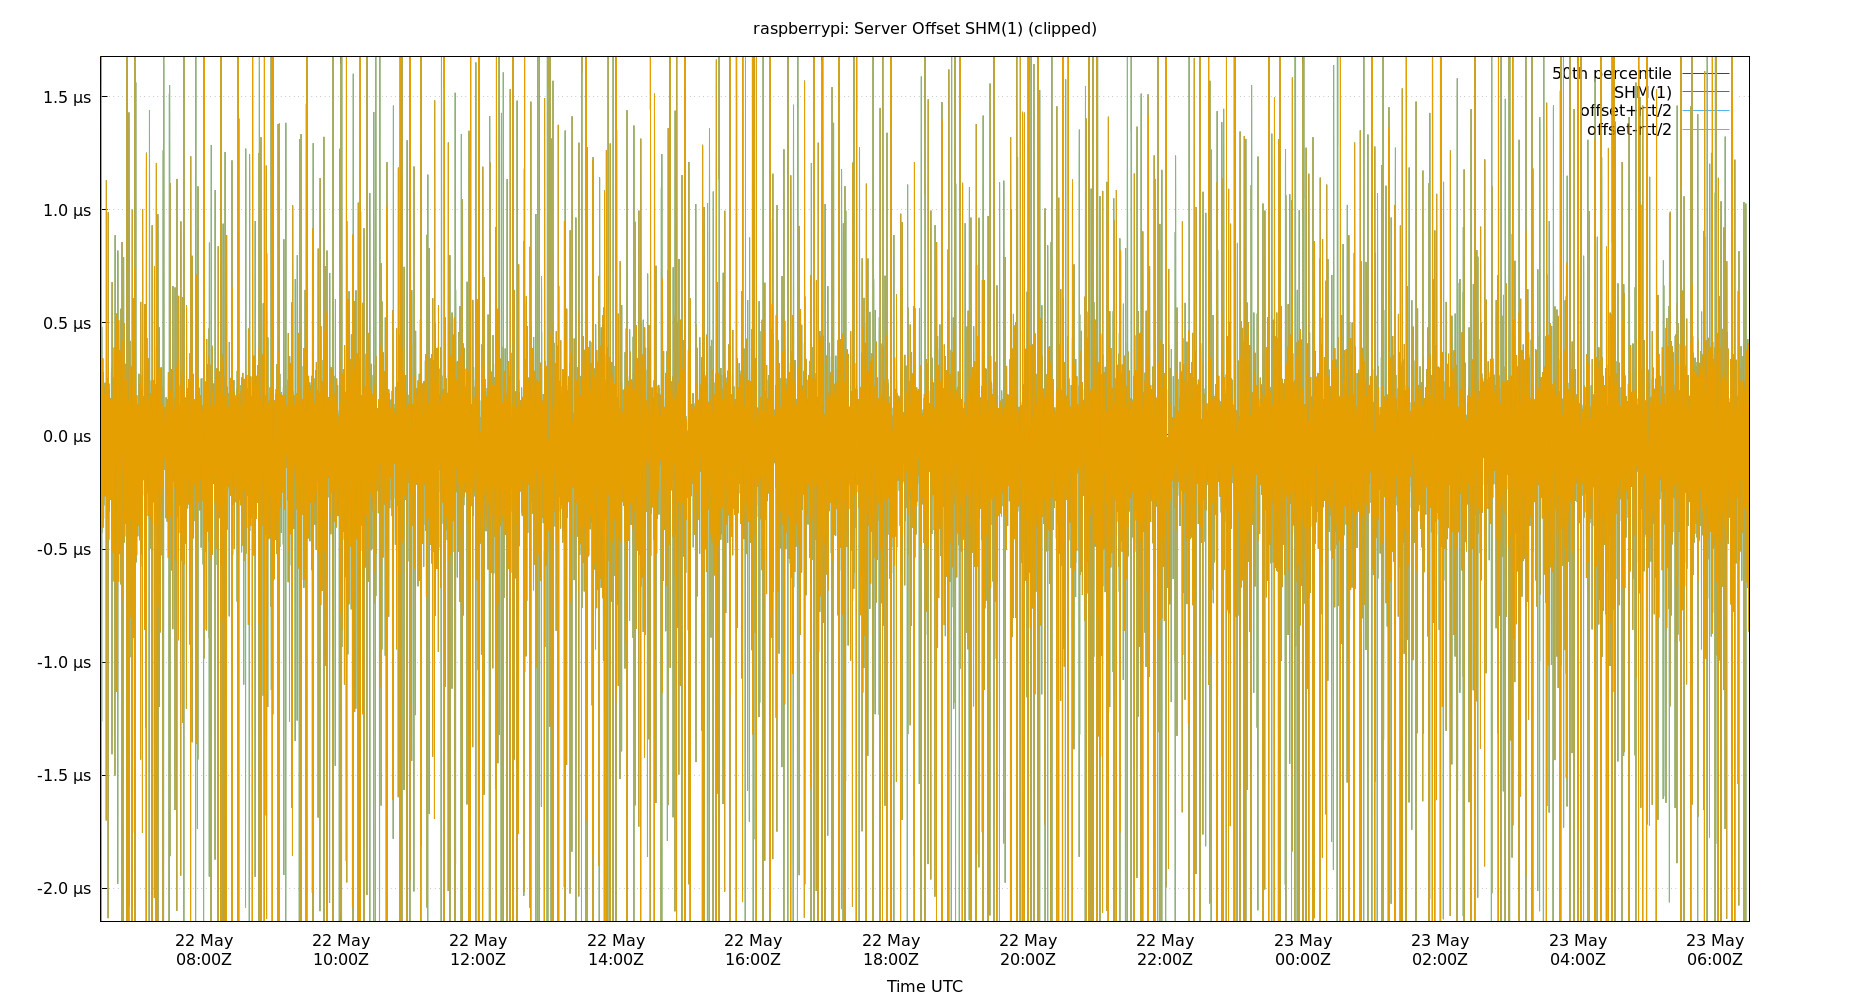 raspberrypi: Server Offset SHM(1) (clipped)
50th percentile
SHM(1)
offset+rtt/2
offset-rtt/2
1.5 µs
1.0 µs
0.5 µs
0.0 µs
-0.5 µs
-1.0 µs
-1.5 µs
-2.0 µs
22 May 22 May 22 May 22 May 22 May 22 May 22 May 22 May 23 May 23 May 23 May 23 May
08:00Z 10:00Z 12:00Z 14:00Z 16:00Z 18:00Z 20:00Z 22:00Z 00:00Z 02:00Z 04:00Z 06:00Z
Time UTC